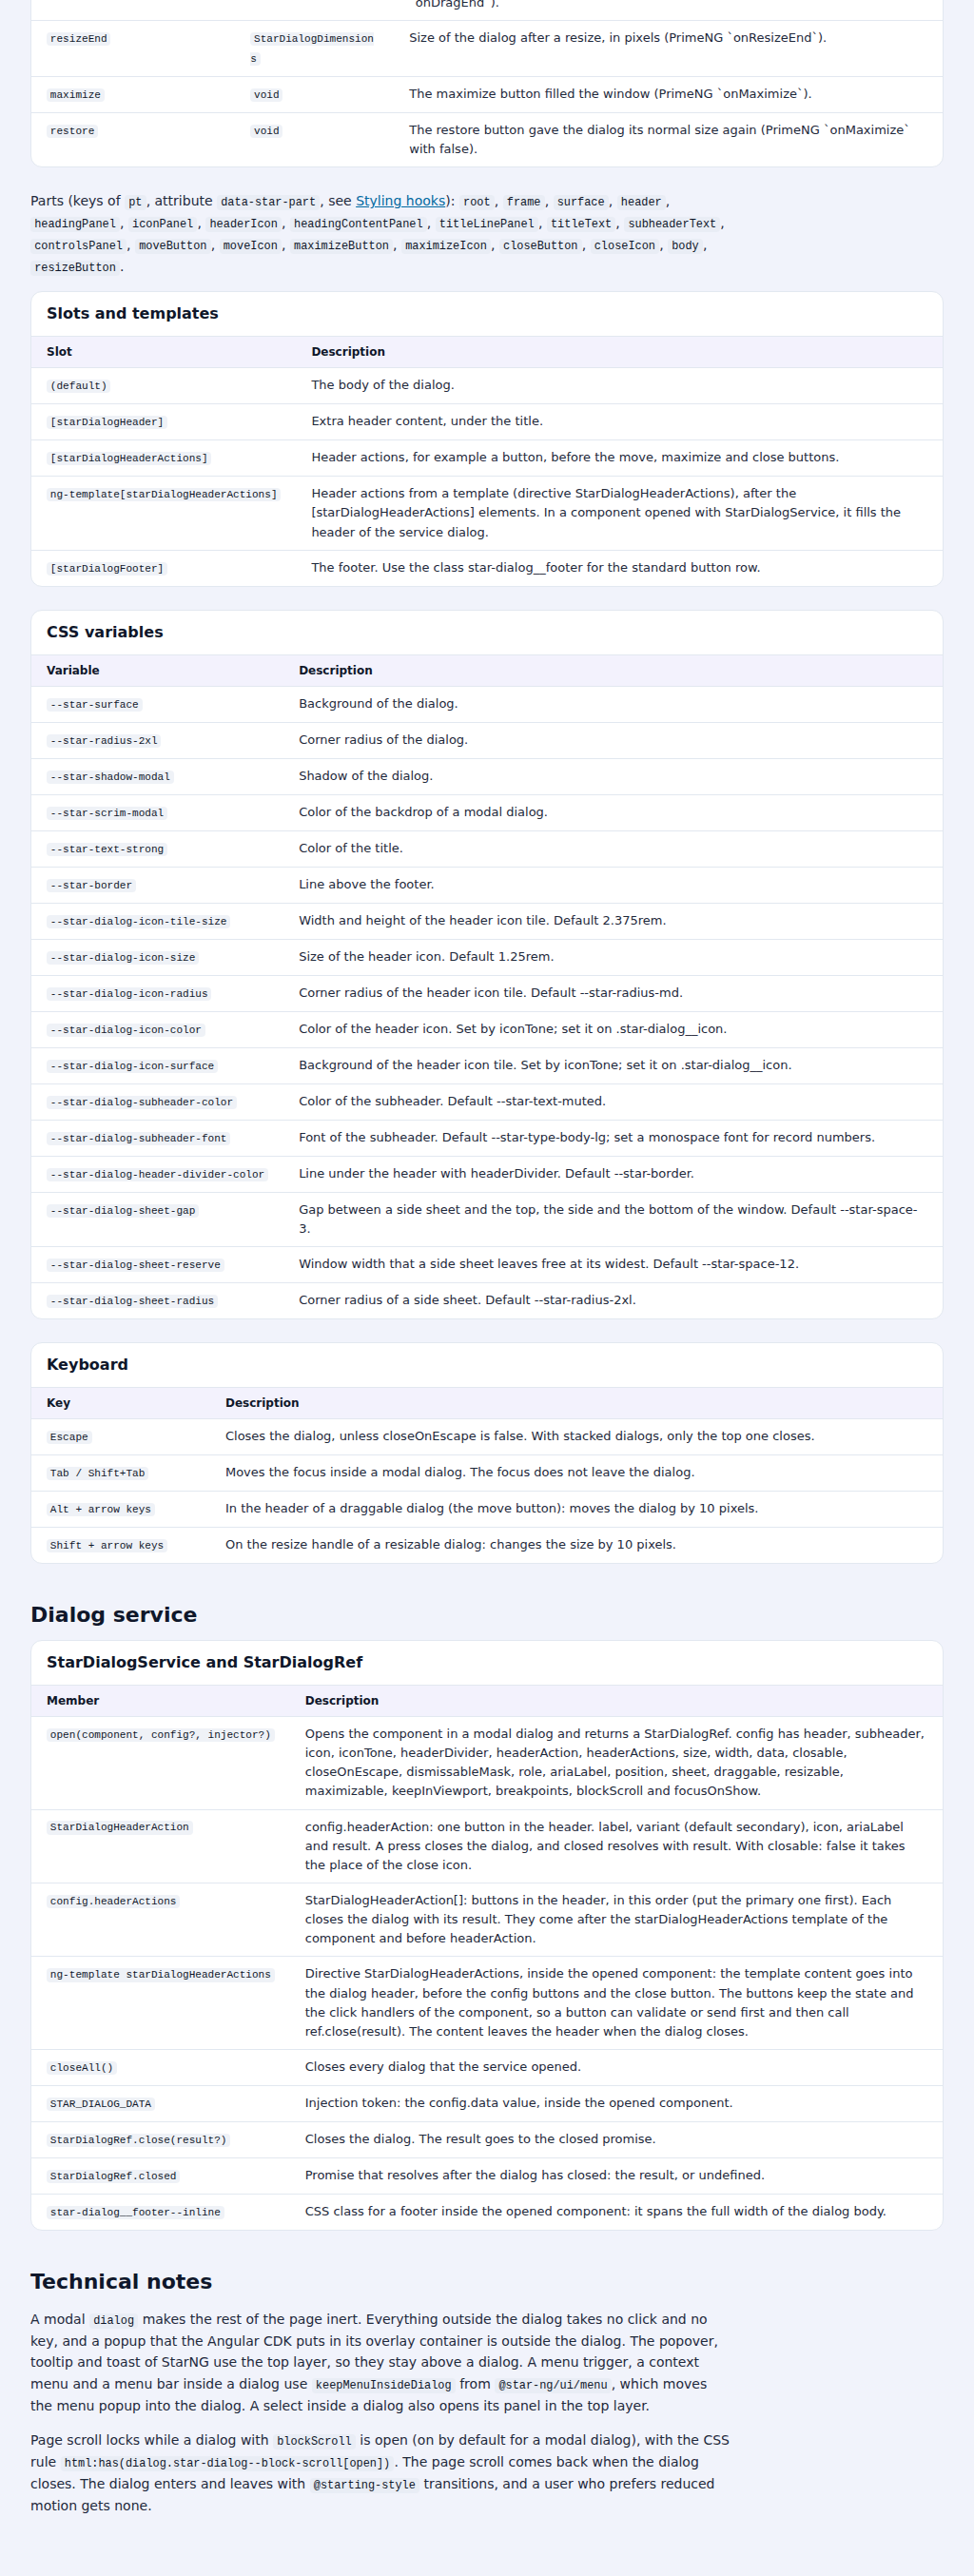 `onDragEnd`).
resizeEnd StarDialogDimension Size of the dialog after a resize, in pixels (PrimeNG `onResizeEnd`).
s
maximize void The maximize button filled the window (PrimeNG `onMaximize`).
restore void The restore button gave the dialog its normal size again (PrimeNG `onMaximize`
with false).
Parts (keys of pt, attribute data-star-part, see Styling hooks): root, frame, surface, header,
headingPanel, iconPanel, headerIcon, headingContentPanel, titleLinePanel, titleText, subheaderText,
controlsPanel, moveButton, moveIcon, maximizeButton, maximizeIcon, closeButton, closeIcon, body,
resizeButton.
Slots and templates
Slot Description
(default) The body of the dialog.
[starDialogHeader] Extra header content, under the title.
[starDialogHeaderActions] Header actions, for example a button, before the move, maximize and close buttons.
ng-template[starDialogHeaderActions] Header actions from a template (directive StarDialogHeaderActions), after the
[starDialogHeaderActions] elements. In a component opened with StarDialogService, it fills the
header of the service dialog.
[starDialogFooter] The footer. Use the class star-dialog__footer for the standard button row.
CSS variables
Variable Description
--star-surface Background of the dialog.
--star-radius-2xl Corner radius of the dialog.
--star-shadow-modal Shadow of the dialog.
--star-scrim-modal Color of the backdrop of a modal dialog.
--star-text-strong Color of the title.
--star-border Line above the footer.
--star-dialog-icon-tile-size Width and height of the header icon tile. Default 2.375rem.
--star-dialog-icon-size Size of the header icon. Default 1.25rem.
--star-dialog-icon-radius Corner radius of the header icon tile. Default --star-radius-md.
--star-dialog-icon-color Color of the header icon. Set by iconTone; set it on .star-dialog__icon.
--star-dialog-icon-surface Background of the header icon tile. Set by iconTone; set it on .star-dialog__icon.
--star-dialog-subheader-color Color of the subheader. Default --star-text-muted.
--star-dialog-subheader-font Font of the subheader. Default --star-type-body-lg; set a monospace font for record numbers.
--star-dialog-header-divider-color Line under the header with headerDivider. Default --star-border.
--star-dialog-sheet-gap Gap between a side sheet and the top, the side and the bottom of the window. Default --star-space-
3.
--star-dialog-sheet-reserve Window width that a side sheet leaves free at its widest. Default --star-space-12.
--star-dialog-sheet-radius Corner radius of a side sheet. Default --star-radius-2xl.
Keyboard
Key Description
Escape Closes the dialog, unless closeOnEscape is false. With stacked dialogs, only the top one closes.
Tab / Shift+Tab Moves the focus inside a modal dialog. The focus does not leave the dialog.
Alt + arrow keys In the header of a draggable dialog (the move button): moves the dialog by 10 pixels.
Shift + arrow keys On the resize handle of a resizable dialog: changes the size by 10 pixels.
Dialog service
StarDialogService and StarDialogRef
Member Description
open(component, config?, injector?) Opens the component in a modal dialog and returns a StarDialogRef. config has header, subheader,
icon, iconTone, headerDivider, headerAction, headerActions, size, width, data, closable,
closeOnEscape, dismissableMask, role, ariaLabel, position, sheet, draggable, resizable,
maximizable, keepInViewport, breakpoints, blockScroll and focusOnShow.
StarDialogHeaderAction config.headerAction: one button in the header. label, variant (default secondary), icon, ariaLabel
and result. A press closes the dialog, and closed resolves with result. With closable: false it takes
the place of the close icon.
config.headerActions StarDialogHeaderAction[]: buttons in the header, in this order (put the primary one first). Each
closes the dialog with its result. They come after the starDialogHeaderActions template of the
component and before headerAction.
ng-template starDialogHeaderActions Directive StarDialogHeaderActions, inside the opened component: the template content goes into
the dialog header, before the config buttons and the close button. The buttons keep the state and
the click handlers of the component, so a button can validate or send first and then call
ref.close(result). The content leaves the header when the dialog closes.
closeAll() Closes every dialog that the service opened.
STAR_DIALOG_DATA Injection token: the config.data value, inside the opened component.
StarDialogRef.close(result?) Closes the dialog. The result goes to the closed promise.
StarDialogRef.closed Promise that resolves after the dialog has closed: the result, or undefined.
star-dialog__footer--inline CSS class for a footer inside the opened component: it spans the full width of the dialog body.
Technical notes
A modal dialog makes the rest of the page inert. Everything outside the dialog takes no click and no
key, and a popup that the Angular CDK puts in its overlay container is outside the dialog. The popover,
tooltip and toast of StarNG use the top layer, so they stay above a dialog. A menu trigger, a context
menu and a menu bar inside a dialog use keepMenuInsideDialog from @star-ng/ui/menu, which moves
the menu popup into the dialog. A select inside a dialog also opens its panel in the top layer.
Page scroll locks while a dialog with blockScroll is open (on by default for a modal dialog), with the CSS
rule html:has(dialog.star-dialog--block-scroll[open]). The page scroll comes back when the dialog
closes. The dialog enters and leaves with @starting-style transitions, and a user who prefers reduced
motion gets none.